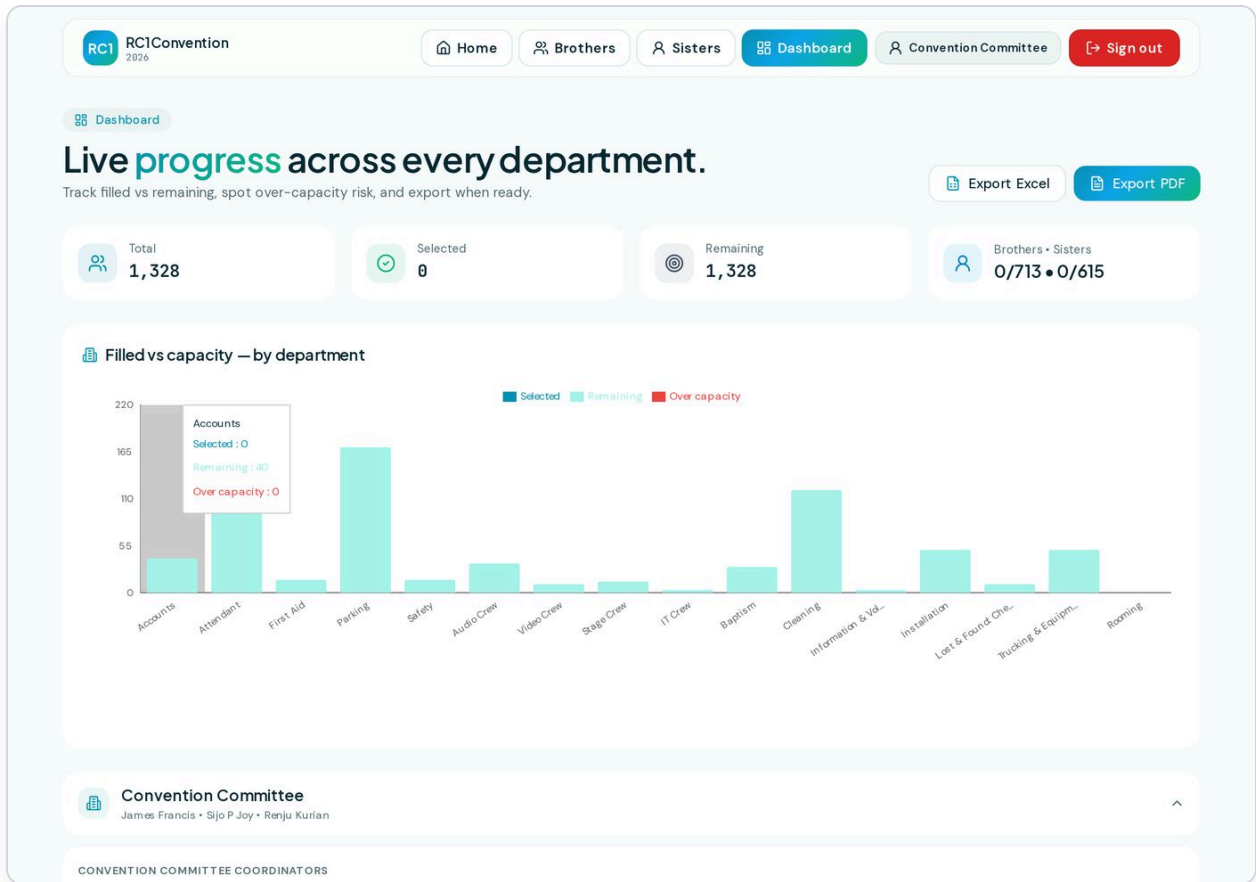 RC1 RC1Convention
2026
Home Brothers Sisters Dashboard Convention Committee Sign out
Dashboard
Live progress across every department.
Track filled vs remaining, spot over-capacity risk, and export when ready.
Export Excel Export PDF
Total
1,328
Selected
0
Remaining
1,328
Brothers • Sisters
0/713 • 0/615
Filled vs capacity — by department
Selected Remaining Over capacity
220
165
110
55
0
Accounts
Selected : 0
Remaining : 40
Over capacity : 0
Accounts
Attendant
First Aid
Parking
Safety
Audio Crew
Video Crew
Stage Crew
IT Crew
Baptism
Cleaning
Information & Vol...
Installation
Lost & Found: Che...
Trucking & Equipm...
Rooming
Convention Committee
James Francis • Sijo P Joy • Renju Kurian
CONVENTION COMMITTEE COORDINATORS